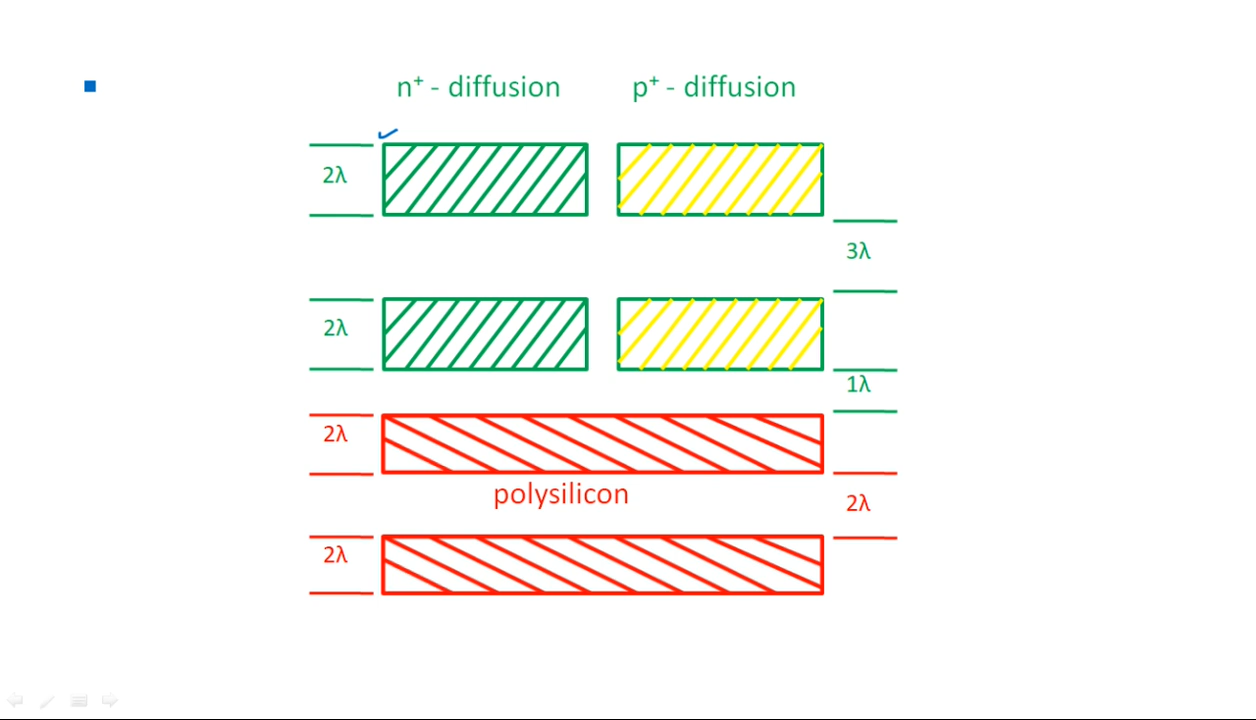 n⁺ - diffusion p⁺ - diffusion
2λ
3λ
2λ
1λ
2λ
polysilicon
2λ
2λ